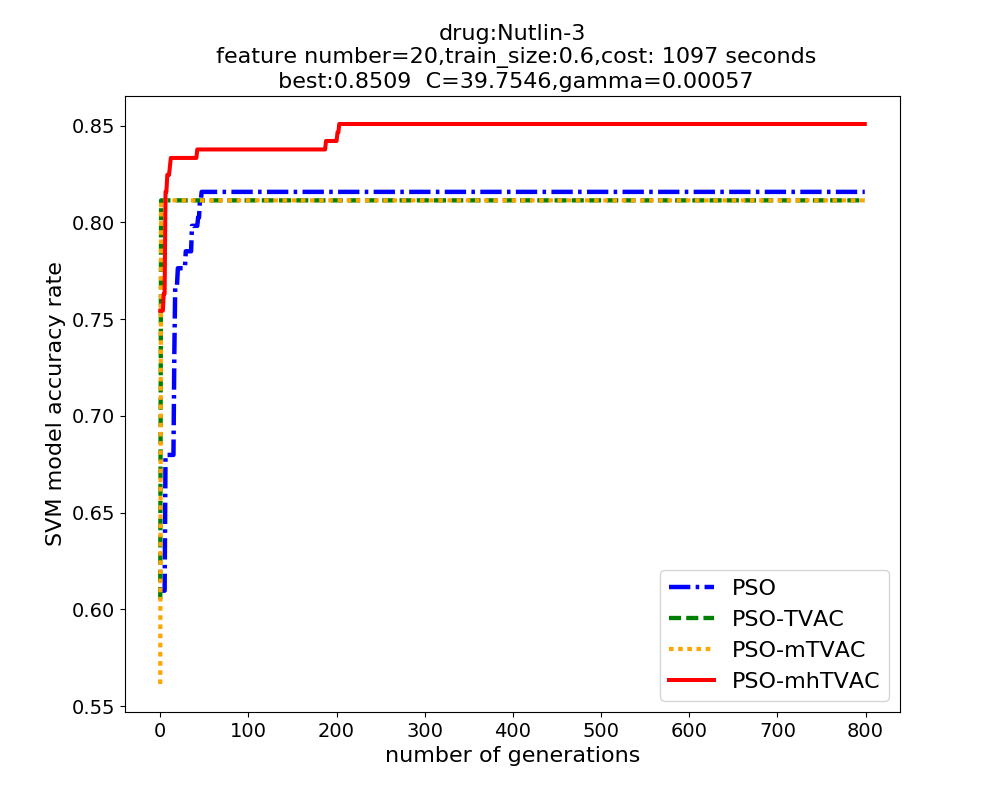 drug:Nutlin-3
feature number=20,train_size:0.6,cost: 1097 seconds
best:0.8509  C=39.7546,gamma=0.00057
SVM model accuracy rate
0.85
0.80
0.75
0.70
0.65
0.60
0.55
PSO
PSO-TVAC
PSO-mTVAC
PSO-mhTVAC
0 100 200 300 400 500 600 700 800
number of generations